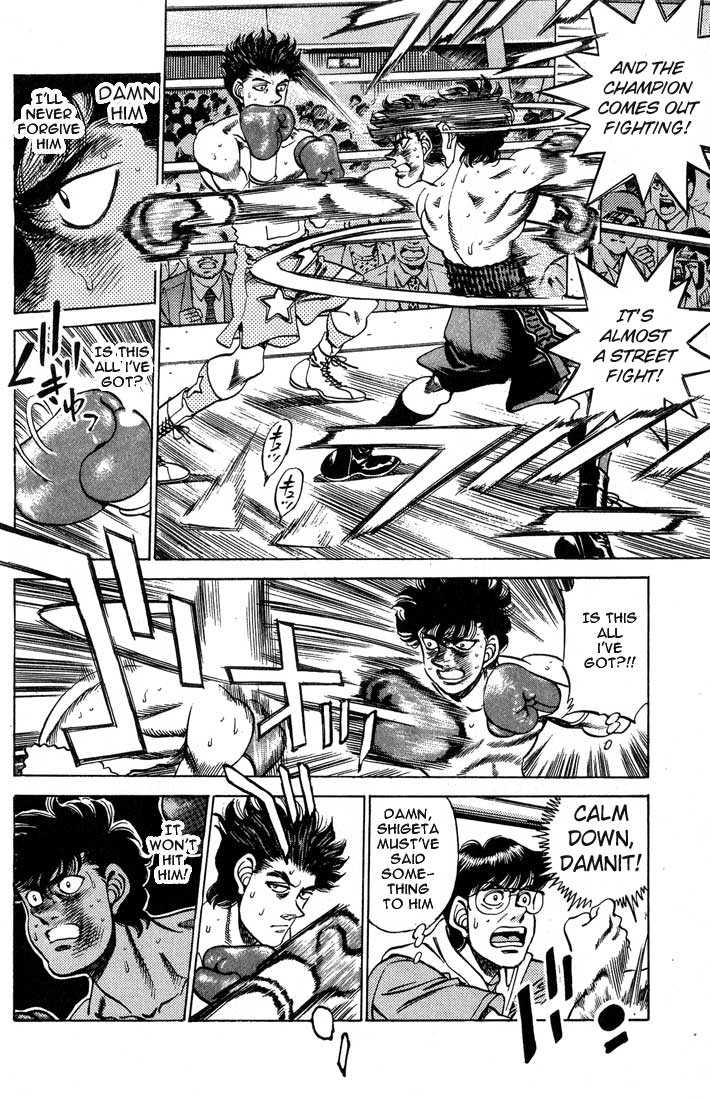 AND THE
CHAMPION
COMES OUT
FIGHTING!
IT'S
ALMOST
A STREET
FIGHT!
DAMN
HIM
I'LL
NEVER
FORGIVE
HIM
IS THIS
ALL I'VE
GOT?
IS THIS
ALL
I'VE
GOT?!!
CALM
DOWN,
DAMNIT!
DAMN,
SHIGETA
MUST'VE
SAID
SOME-
THING
TO HIM
IT
WON'T
HIT
HIM!